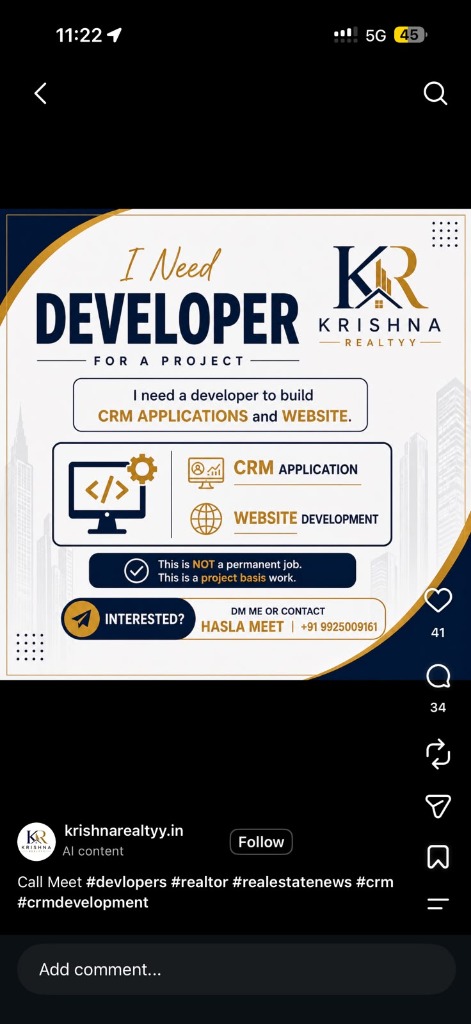 11:22
5G 45
I Need
DEVELOPER
FOR A PROJECT
KR
KRISHNA
REALTYY
I need a developer to build
CRM APPLICATIONS and WEBSITE.
</>
CRM APPLICATION
WEBSITE DEVELOPMENT
This is NOT a permanent job.
This is a project basis work.
INTERESTED?
DM ME OR CONTACT
HASLA MEET | +91 9925009161
41
34
KR
KRISHNA
krishnarealtyy.in
AI content
Follow
Call Meet #devlopers #realtor #realestatenews #crm
#crmdevelopment
Add comment...